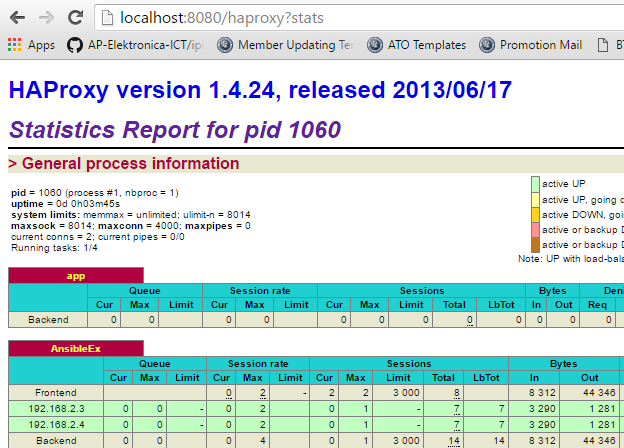 localhost:8080/haproxy?stats
Apps AP-Elektronica-ICT/ip Member Updating Te ATO Templates Promotion Mail
HAProxy version 1.4.24, released 2013/06/17
Statistics Report for pid 1060
> General process information
pid = 1060 (process #1, nbproc = 1)
uptime = 0d 0h03m45s
system limits: memmax = unlimited; ulimit-n = 8014
maxsock = 8014; maxconn = 4000; maxpipes = 0
current conns = 2; current pipes = 0/0
Running tasks: 1/4
active UP
active UP, going d
active DOWN, going
active or backup D
active or backup D
Note: UP with load-bala
app
Queue Session rate Sessions Bytes Deni
Cur Max Limit Cur Max Limit Cur Max Limit Total LbTot In Out Req
Backend 0 0 0 0 0 0 0 0 0 0 0 0
AnsibleEx
Queue Session rate Sessions Bytes
Cur Max Limit Cur Max Limit Cur Max Limit Total LbTot In Out
Frontend 0 2 - 2 2 3 000 8 8 312 44 346
192.168.2.3 0 0 - 0 2 0 1 - 7 7 3 290 1 281
192.168.2.4 0 0 - 0 2 0 1 - 7 7 3 290 1 281
Backend 0 0 0 4 0 1 3 000 14 14 8 312 44 346